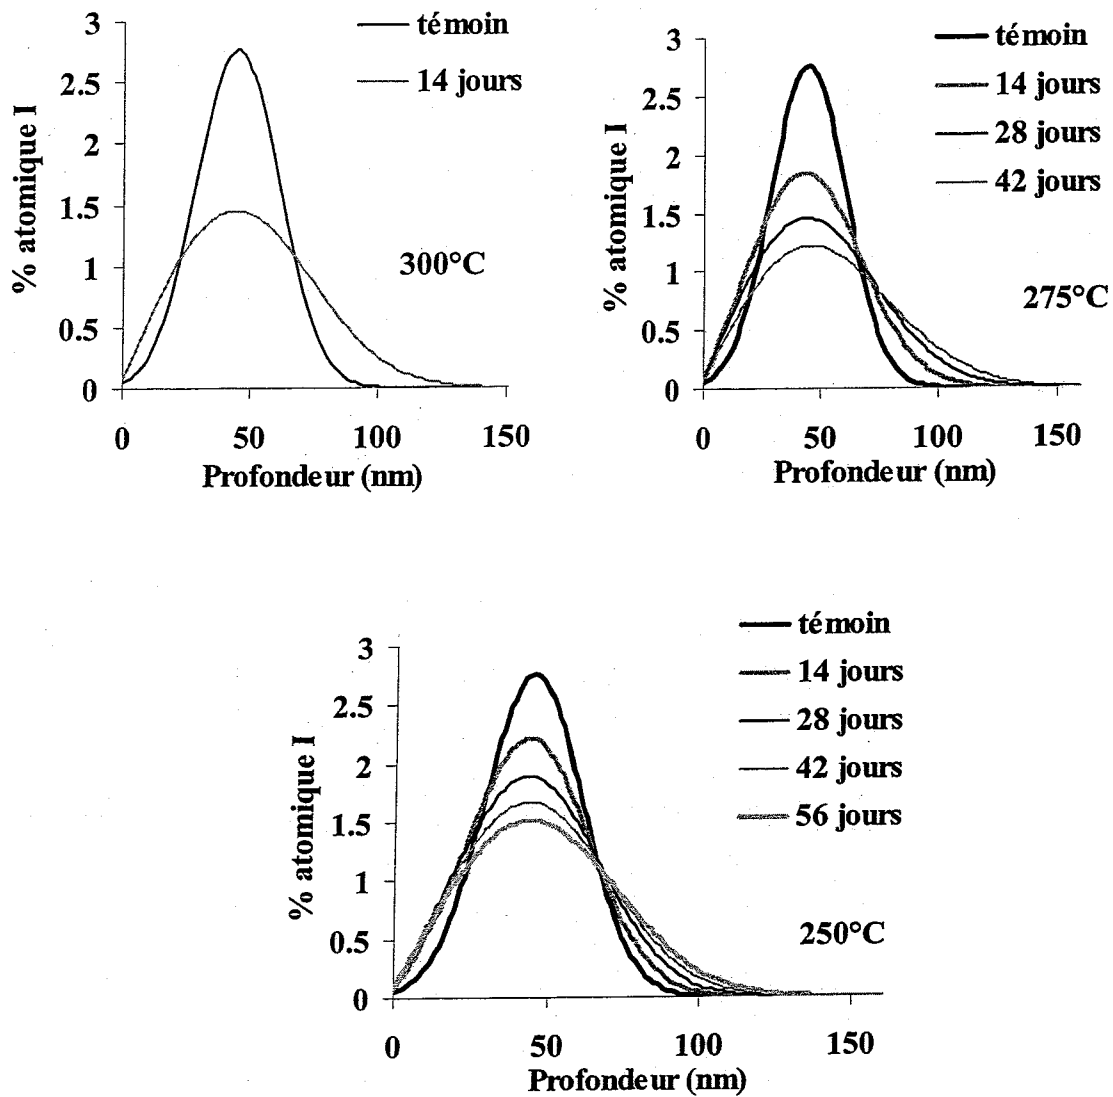 3
2.5
2
1.5
1
0.5
0
% atomique I
témoin
14 jours
300°C
0 50 100 150
Profondeur (nm)
3
2.5
2
1.5
1
0.5
0
% atomique I
témoin
14 jours
28 jours
42 jours
275°C
0 50 100 150
Profondeur (nm)
3
2.5
2
1.5
1
0.5
0
% atomique I
témoin
14 jours
28 jours
42 jours
56 jours
250°C
0 50 100 150
Profondeur (nm)